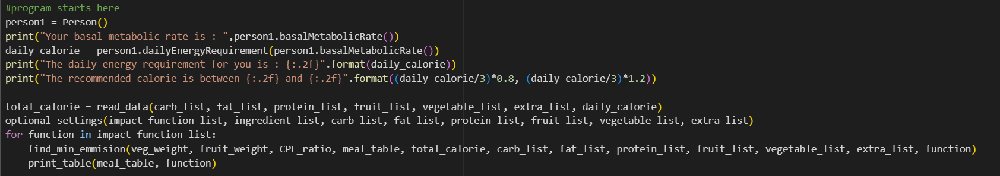 #program starts here
person1 = Person()
print("Your basal metabolic rate is : ",person1.basalMetabolicRate())
daily_calorie = person1.dailyEnergyRequirement(person1.basalMetabolicRate())
print("The daily energy requirement for you is : {:.2f}".format(daily_calorie))
print("The recommended calorie is between {:.2f} and {:.2f}".format((daily_calorie/3)*0.8, (daily_calorie/3)*1.2))

total_calorie = read_data(carb_list, fat_list, protein_list, fruit_list, vegetable_list, extra_list, daily_calorie)
optional_settings(impact_function_list, ingredient_list, carb_list, fat_list, protein_list, fruit_list, vegetable_list, extra_list)
for function in impact_function_list:
    find_min_emmision(veg_weight, fruit_weight, CPF_ratio, meal_table, total_calorie, carb_list, fat_list, protein_list, fruit_list, vegetable_list, extra_list, function)
    print_table(meal_table, function)